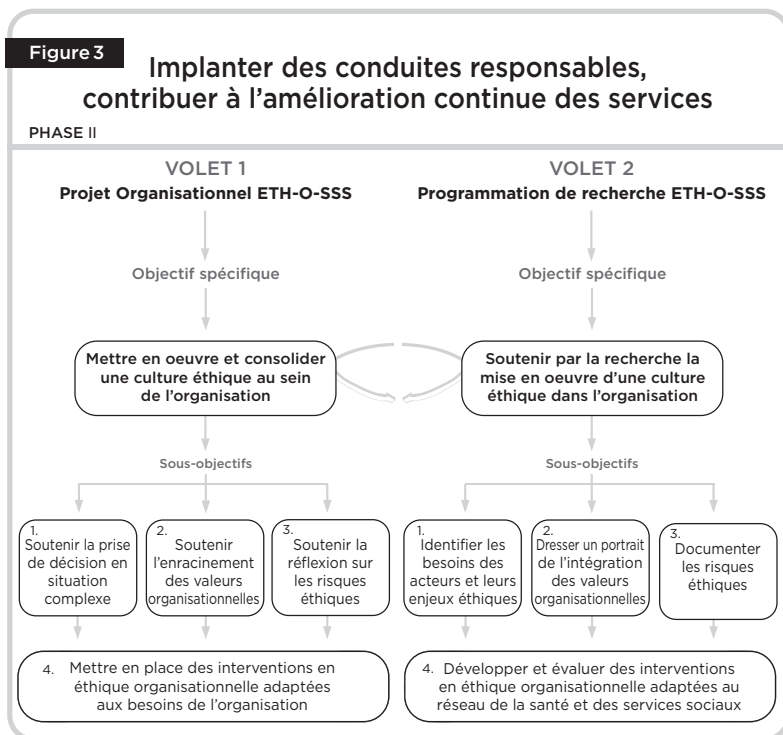 Figure 3
Implanter des conduites responsables,
contribuer à l'amélioration continue des services
PHASE II
VOLET 1
Projet Organisationnel ETH-O-SSS
Objectif spécifique
Mettre en oeuvre et consolider
une culture éthique au sein
de l'organisation
Sous-objectifs
1.
Soutenir la prise
de décision en
situation
complexe
2.
Soutenir
l'enracinement
des valeurs
organisationnelles
3.
Soutenir la
réflexion sur
les risques
éthiques
4. Mettre en place des interventions en
éthique organisationnelle adaptées
aux besoins de l'organisation
VOLET 2
Programmation de recherche ETH-O-SSS
Objectif spécifique
Soutenir par la recherche la
mise en oeuvre d'une culture
éthique dans l'organisation
Sous-objectifs
1.
Identifier les
besoins des
acteurs et leurs
enjeux éthiques
2.
Dresser un portrait
de l'intégration
des valeurs
organisationnelles
3.
Documenter
les risques
éthiques
4. Développer et évaluer des interventions
en éthique organisationnelle adaptées au
réseau de la santé et des services sociaux